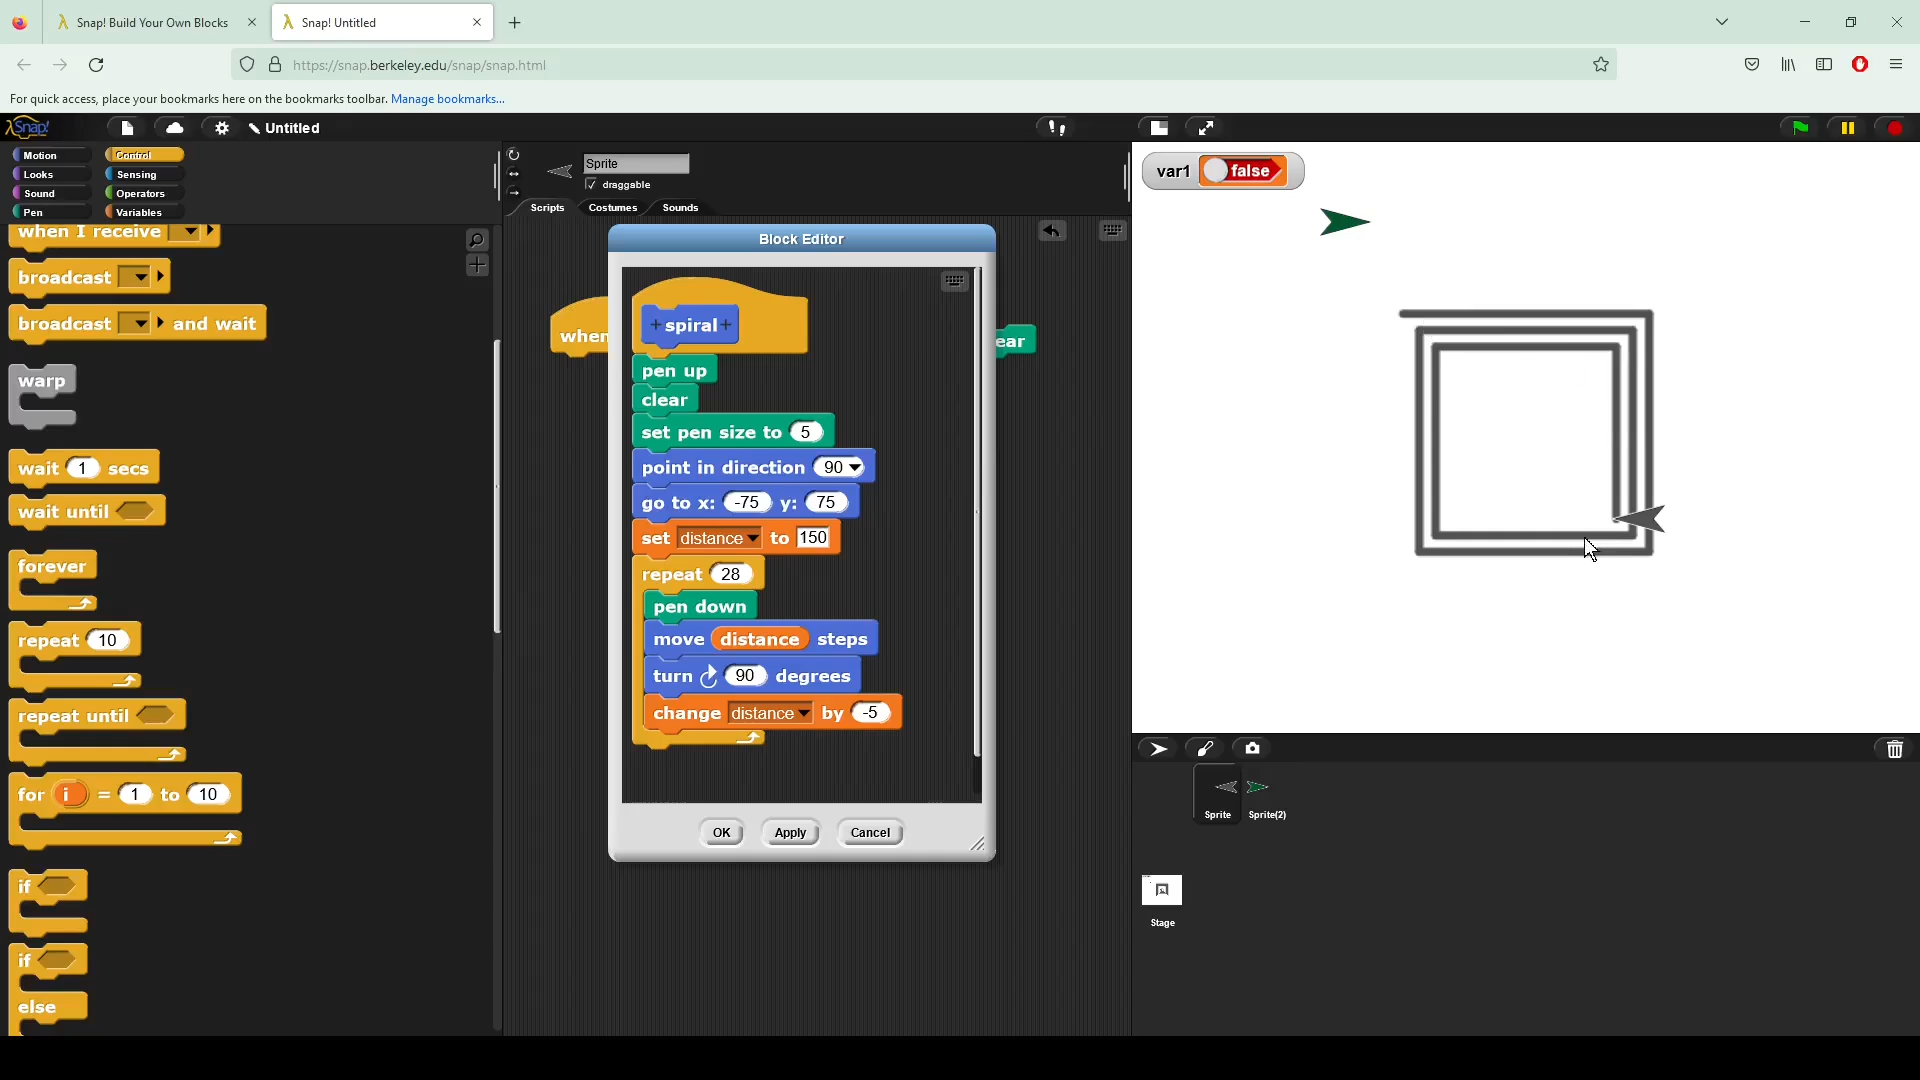 Snap! Build Your Own Blocks
Snap! Untitled
https://snap.berkeley.edu/snap/snap.html
For quick access, place your bookmarks here on the bookmarks toolbar. Manage bookmarks...
Snap!
Untitled
Motion
Control
Looks
Sensing
Sound
Operators
Pen
Variables
when I receive
broadcast
broadcast and wait
warp
wait 1 secs
wait until
forever
repeat 10
repeat until
for i = 1 to 10
if
if
else
Sprite
draggable
Scripts
Costumes
Sounds
when
ear
Block Editor
+ spiral +
pen up
clear
set pen size to 5
point in direction 90
go to x: -75 y: 75
set distance to 150
repeat 28
pen down
move distance steps
turn 90 degrees
change distance by -5
OK
Apply
Cancel
var1 false
Sprite
Sprite(2)
Stage